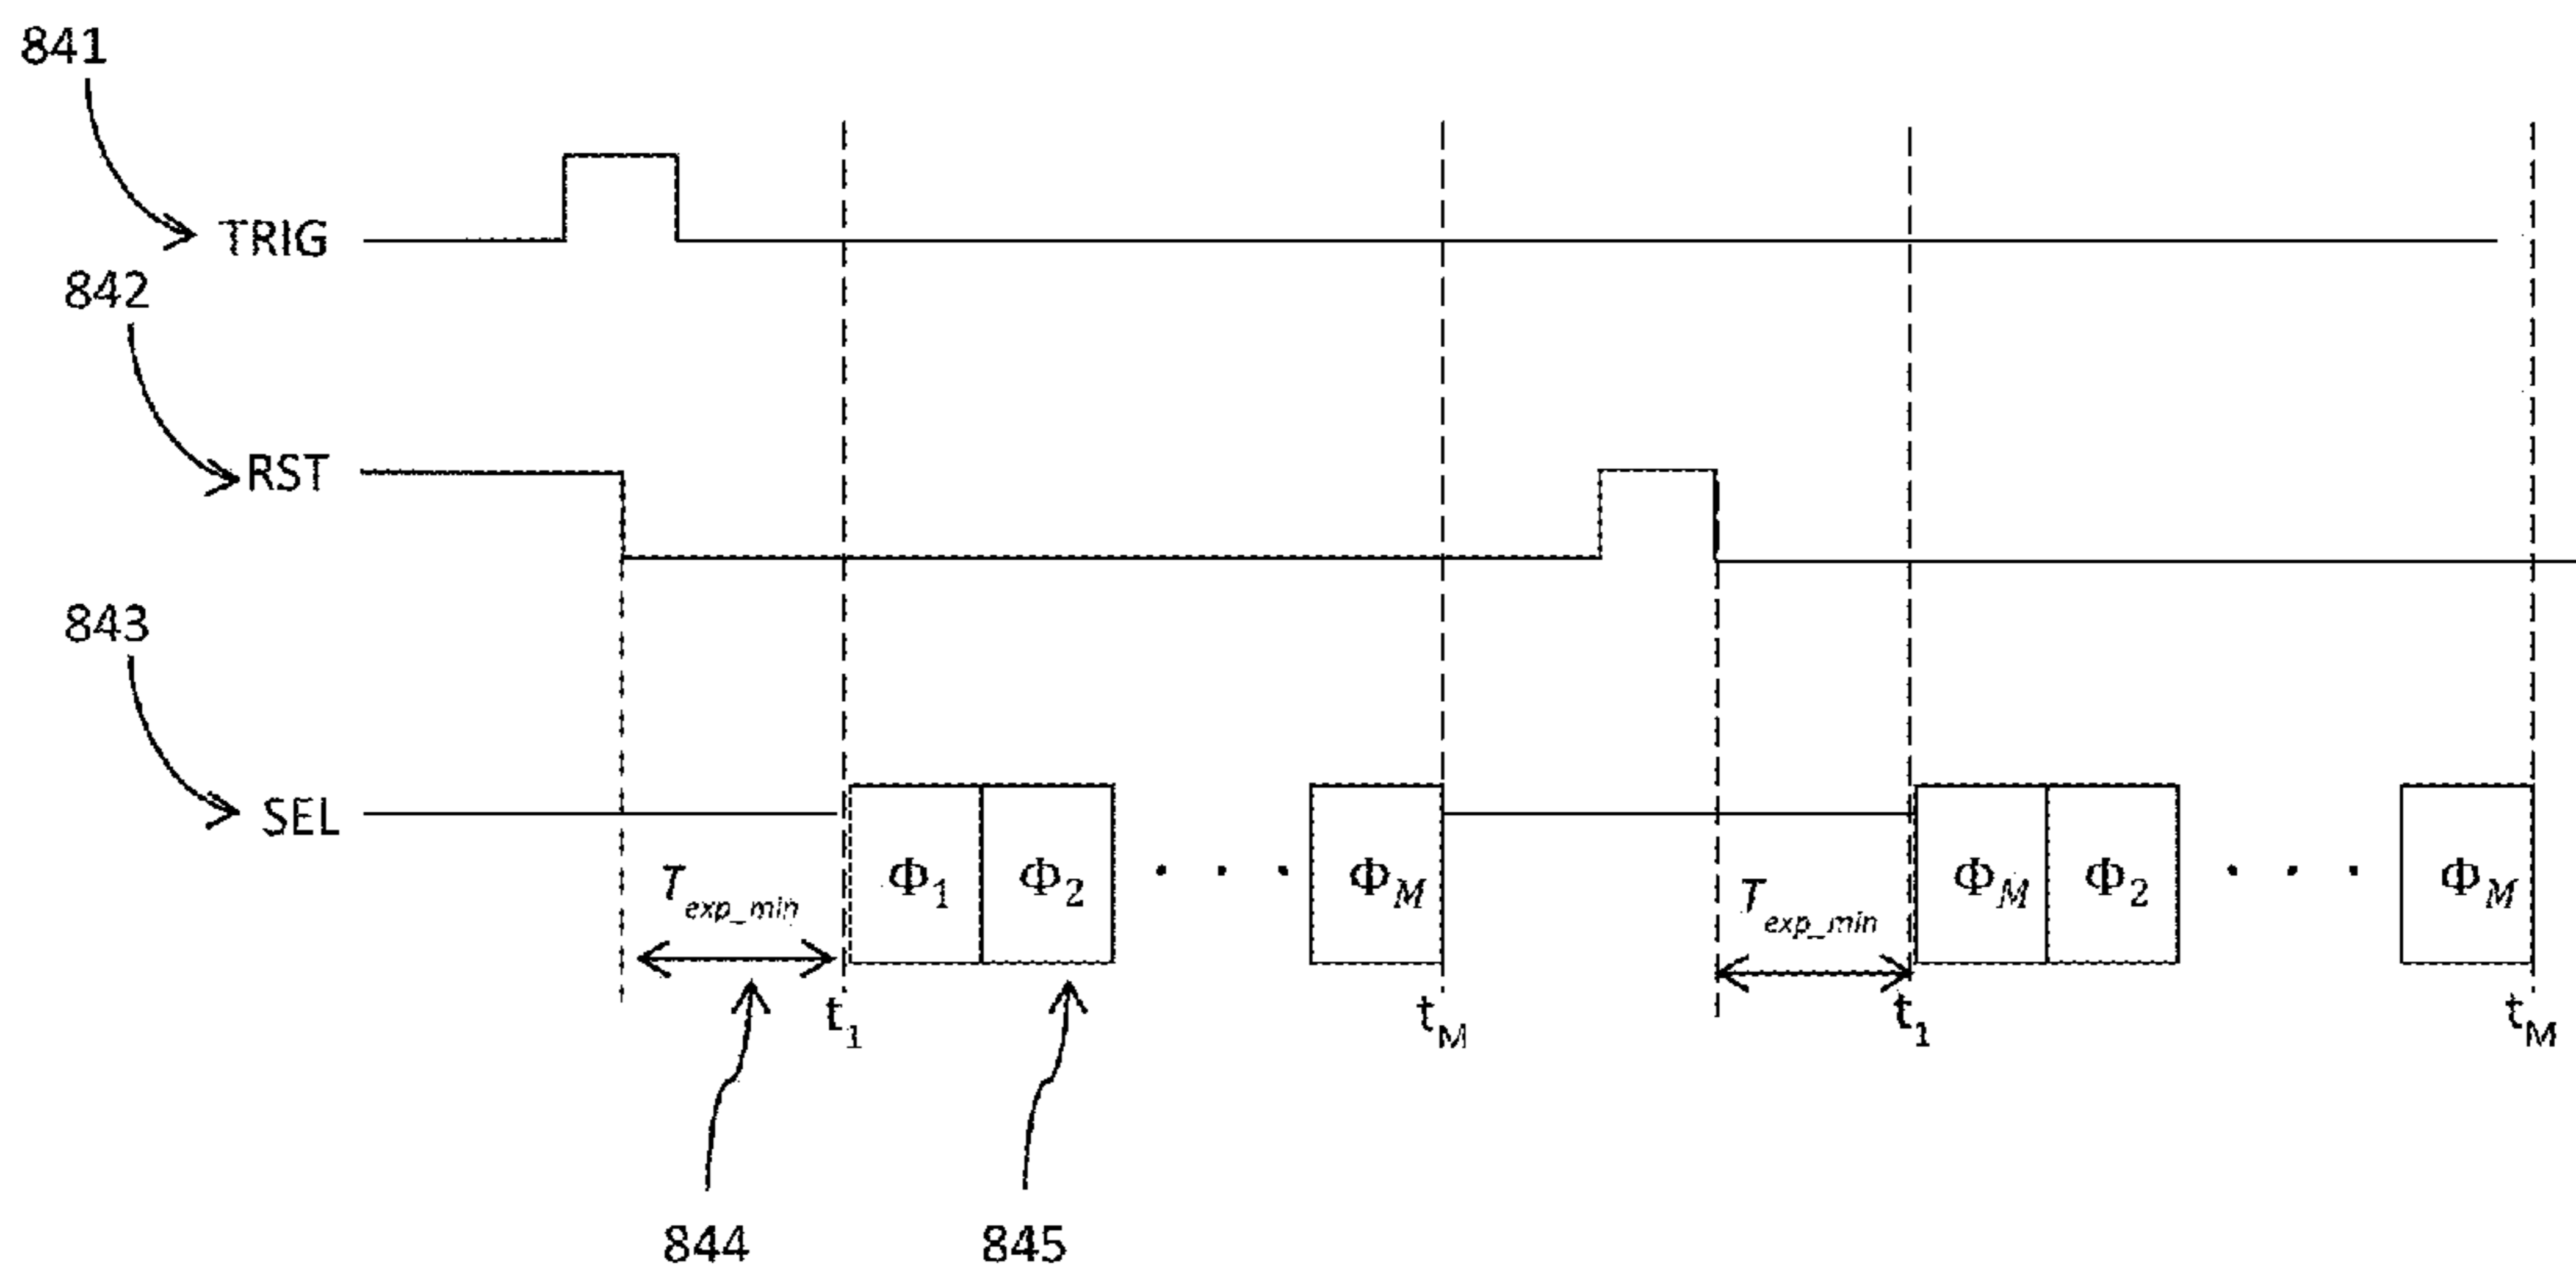 841
TRIG
842
RST
843
SEL
T_exp_min
Φ1
Φ2
. . .
ΦM
T_exp_min
ΦM
Φ2
. . .
ΦM
t1
tM
t1
tM
844
845